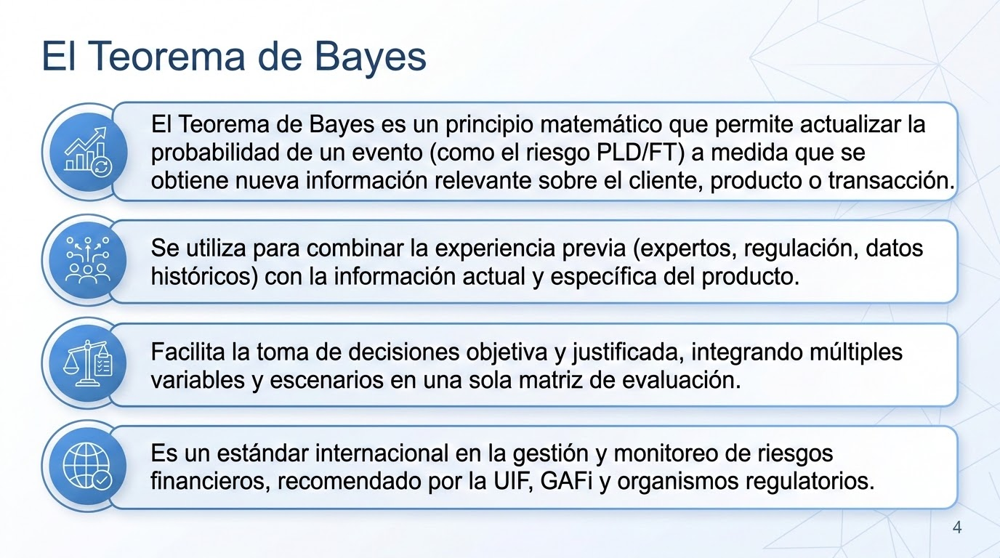 El Teorema de Bayes
El Teorema de Bayes es un principio matemático que permite actualizar la
probabilidad de un evento (como el riesgo PLD/FT) a medida que se
obtiene nueva información relevante sobre el cliente, producto o transacción.
Se utiliza para combinar la experiencia previa (expertos, regulación, datos
históricos) con la información actual y específica del producto.
Facilita la toma de decisiones objetiva y justificada, integrando múltiples
variables y escenarios en una sola matriz de evaluación.
Es un estándar internacional en la gestión y monitoreo de riesgos
financieros, recomendado por la UIF, GAFi y organismos regulatorios.
4